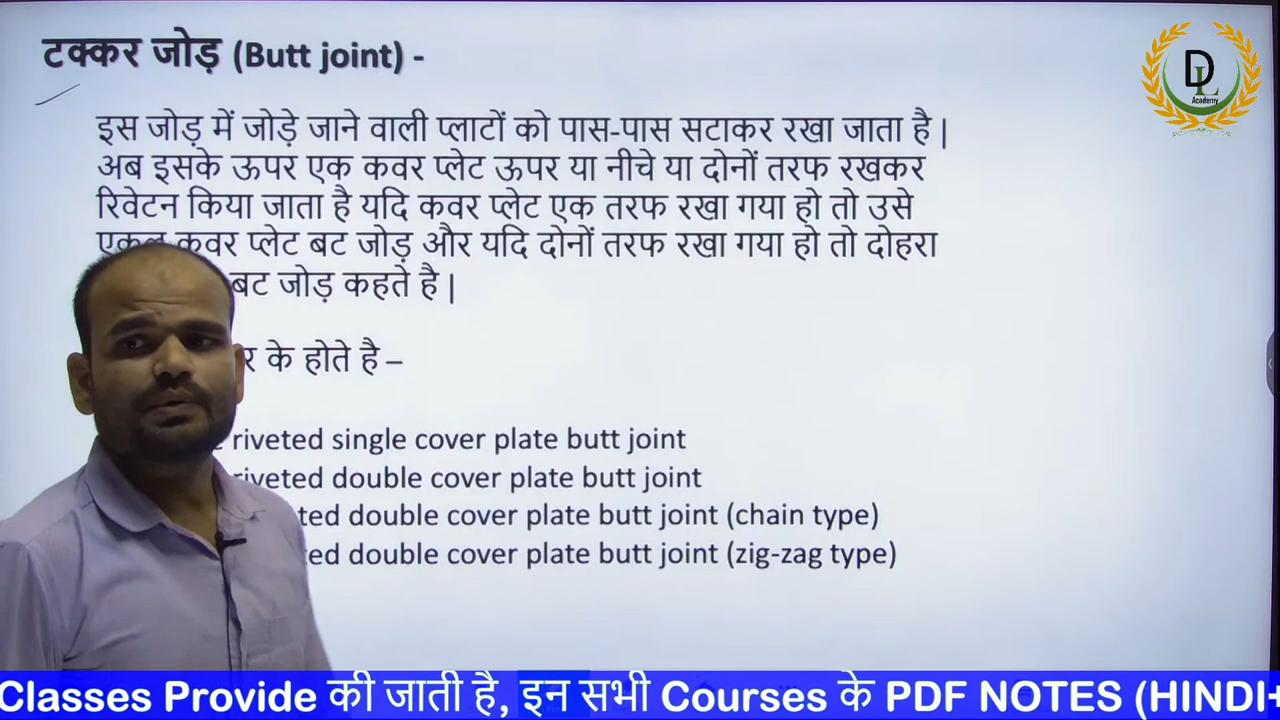 टक्कर जोड़ (Butt joint) -
D
L
Academy
इस जोड़ में जोड़े जाने वाली प्लाटों को पास-पास सटाकर रखा जाता है |
अब इसके ऊपर एक कवर प्लेट ऊपर या नीचे या दोनों तरफ रखकर
रिवेटन किया जाता है यदि कवर प्लेट एक तरफ रखा गया हो तो उसे
एकल कवर प्लेट बट जोड़ और यदि दोनों तरफ रखा गया हो तो दोहरा
बट जोड़ कहते है |
र के होते है –
riveted single cover plate butt joint
riveted double cover plate butt joint
ted double cover plate butt joint (chain type)
ted double cover plate butt joint (zig-zag type)
Classes Provide की जाती है, इन सभी Courses के PDF NOTES (HINDI+